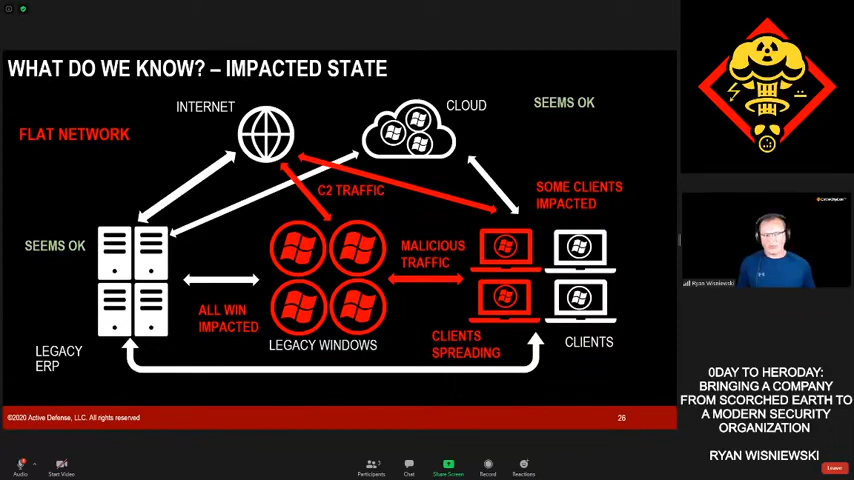 WHAT DO WE KNOW? – IMPACTED STATE
INTERNET
CLOUD
SEEMS OK
FLAT NETWORK
C2 TRAFFIC
SOME CLIENTS
IMPACTED
SEEMS OK
MALICIOUS
TRAFFIC
ALL WIN
IMPACTED
CLIENTS
SPREADING
LEGACY WINDOWS
CLIENTS
LEGACY
ERP
©2020 Active Defense, LLC. All rights reserved
26
Ryan Wisniewski
0DAY TO HERODAY:
BRINGING A COMPANY
FROM SCORCHED EARTH TO
A MODERN SECURITY
ORGANIZATION
RYAN WISNIEWSKI
Audio
Start Video
Participants
3
Chat
Share Screen
Record
Reactions
Leave